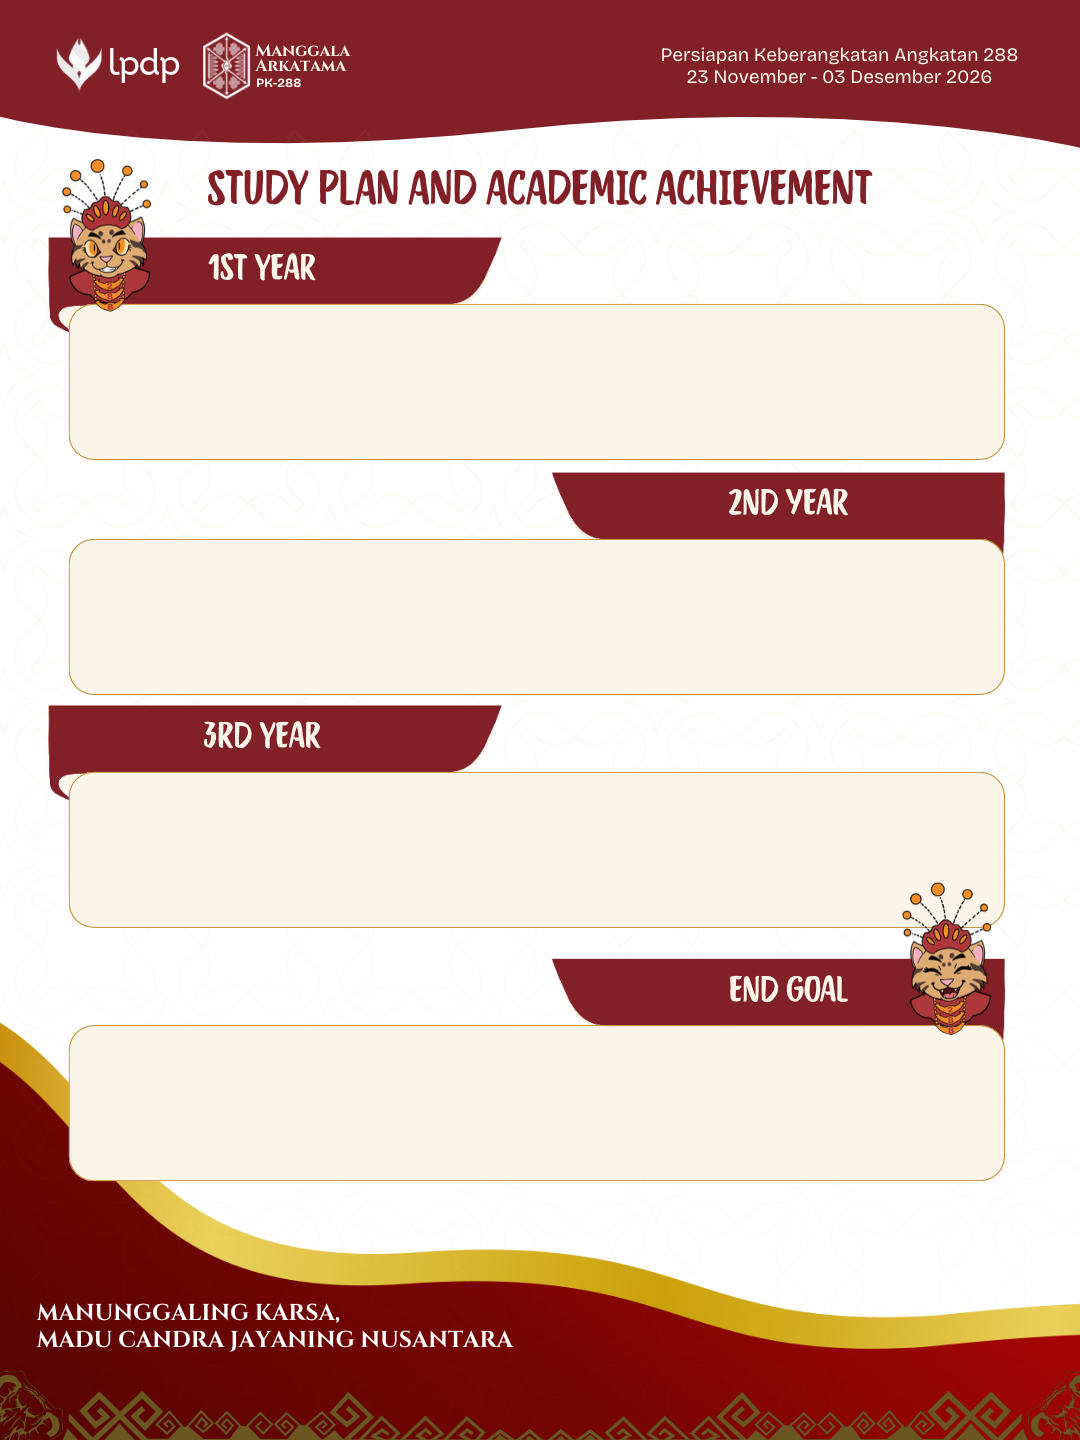 lpdp
MANGGALA
ARKATAMA
PK-288
Persiapan Keberangkatan Angkatan 288
23 November - 03 Desember 2026
STUDY PLAN AND ACADEMIC ACHIEVEMENT
1ST YEAR
2ND YEAR
3RD YEAR
END GOAL
MANUNGGALING KARSA,
MADU CANDRA JAYANING NUSANTARA